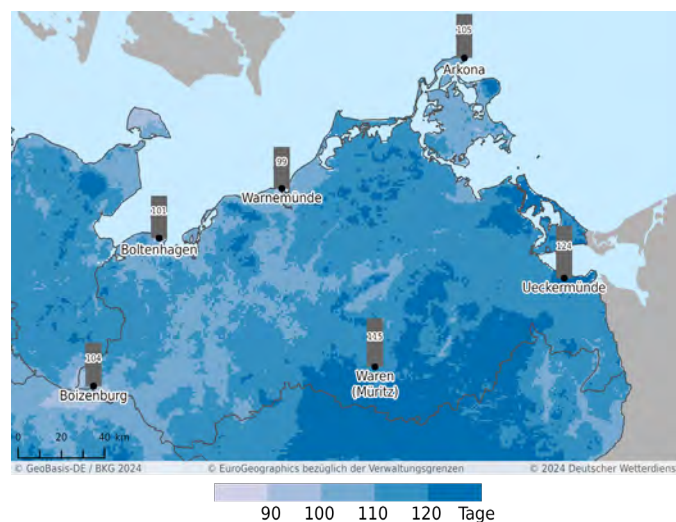 105
Arkona
99
Warnemünde
101
Boltenhagen
124
Ueckermünde
115
Waren
(Müritz)
104
Boizenburg
0 20 40 km
© GeoBasis-DE / BKG 2024 © EuroGeographics bezüglich der Verwaltungsgrenzen © 2024 Deutscher Wetterdiens
90 100 110 120 Tage